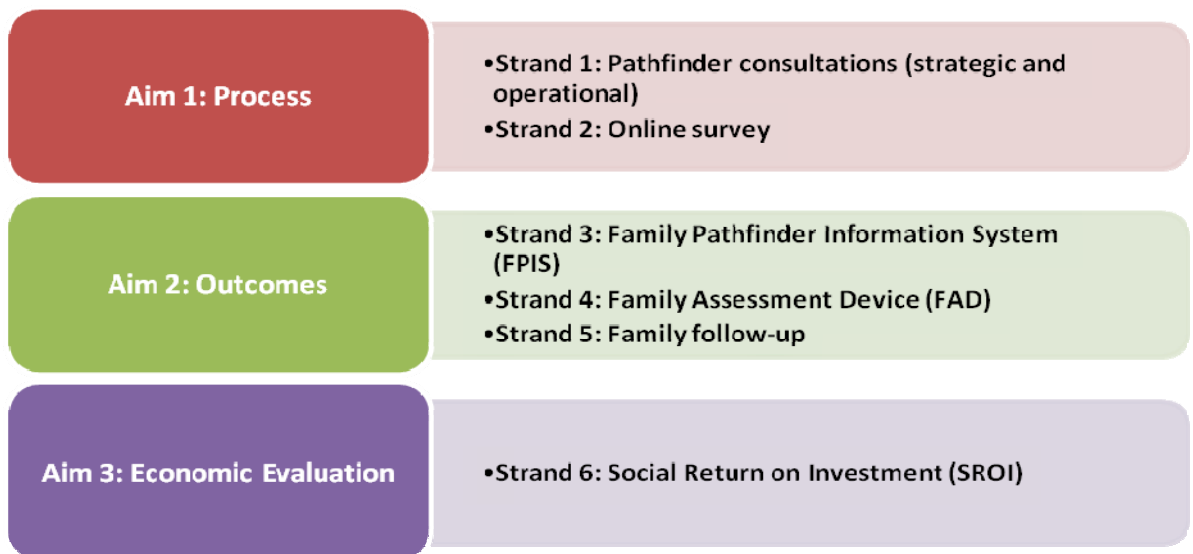 Aim 1: Process
•Strand 1: Pathfinder consultations (strategic and
operational)
•Strand 2: Online survey
Aim 2: Outcomes
•Strand 3: Family Pathfinder Information System
(FPIS)
•Strand 4: Family Assessment Device (FAD)
•Strand 5: Family follow-up
Aim 3: Economic Evaluation
•Strand 6: Social Return on Investment (SROI)